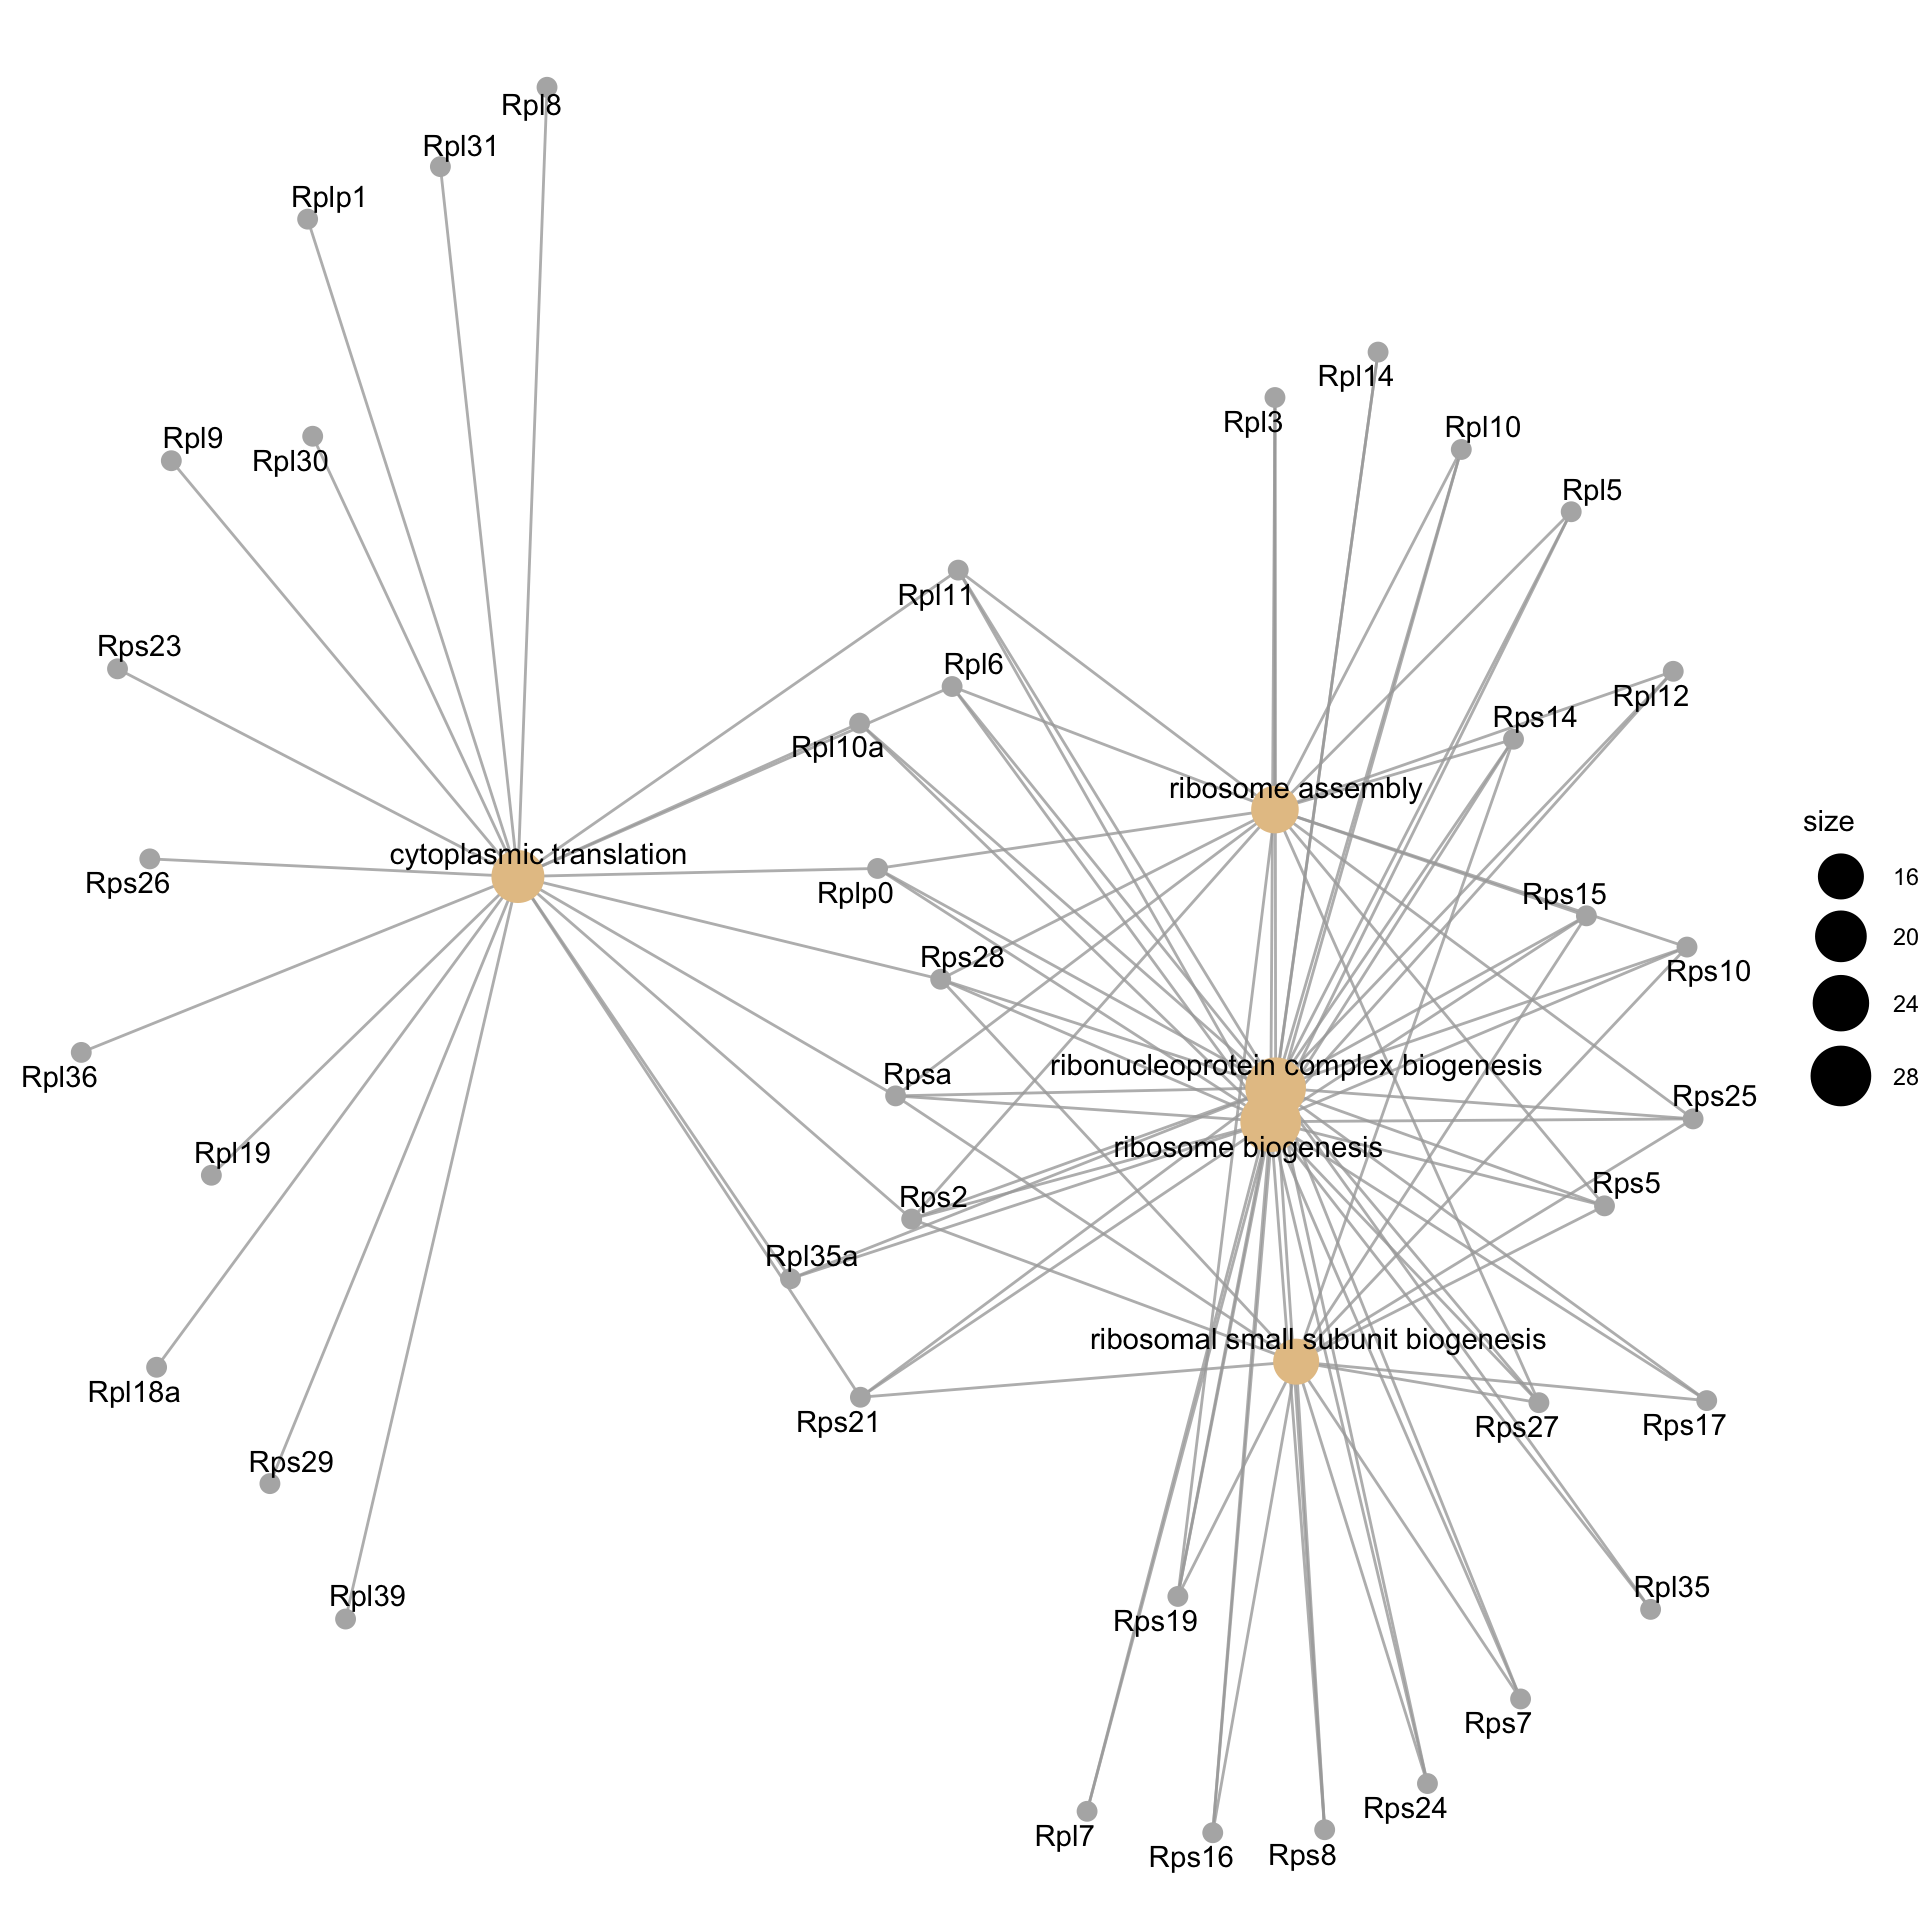 Rpl8
Rpl31
Rplp1
Rpl14
Rpl3
Rpl10
Rpl9
Rpl30
Rpl5
Rpl11
Rps23
Rpl6
Rpl12
Rps14
Rpl10a
ribosome assembly
size
cytoplasmic translation
16
Rps26
Rplp0
Rps15
20
Rps28
Rps10
24
ribonucleoprotein complex biogenesis
Rpl36
Rpsa
28
Rps25
ribosome biogenesis
Rpl19
Rps5
Rps2
Rpl35a
ribosomal small subunit biogenesis
Rpl18a
Rps21
Rps27
Rps17
Rps29
Rpl39
Rpl35
Rps19
Rps7
Rps24
Rpl7
Rps16
Rps8